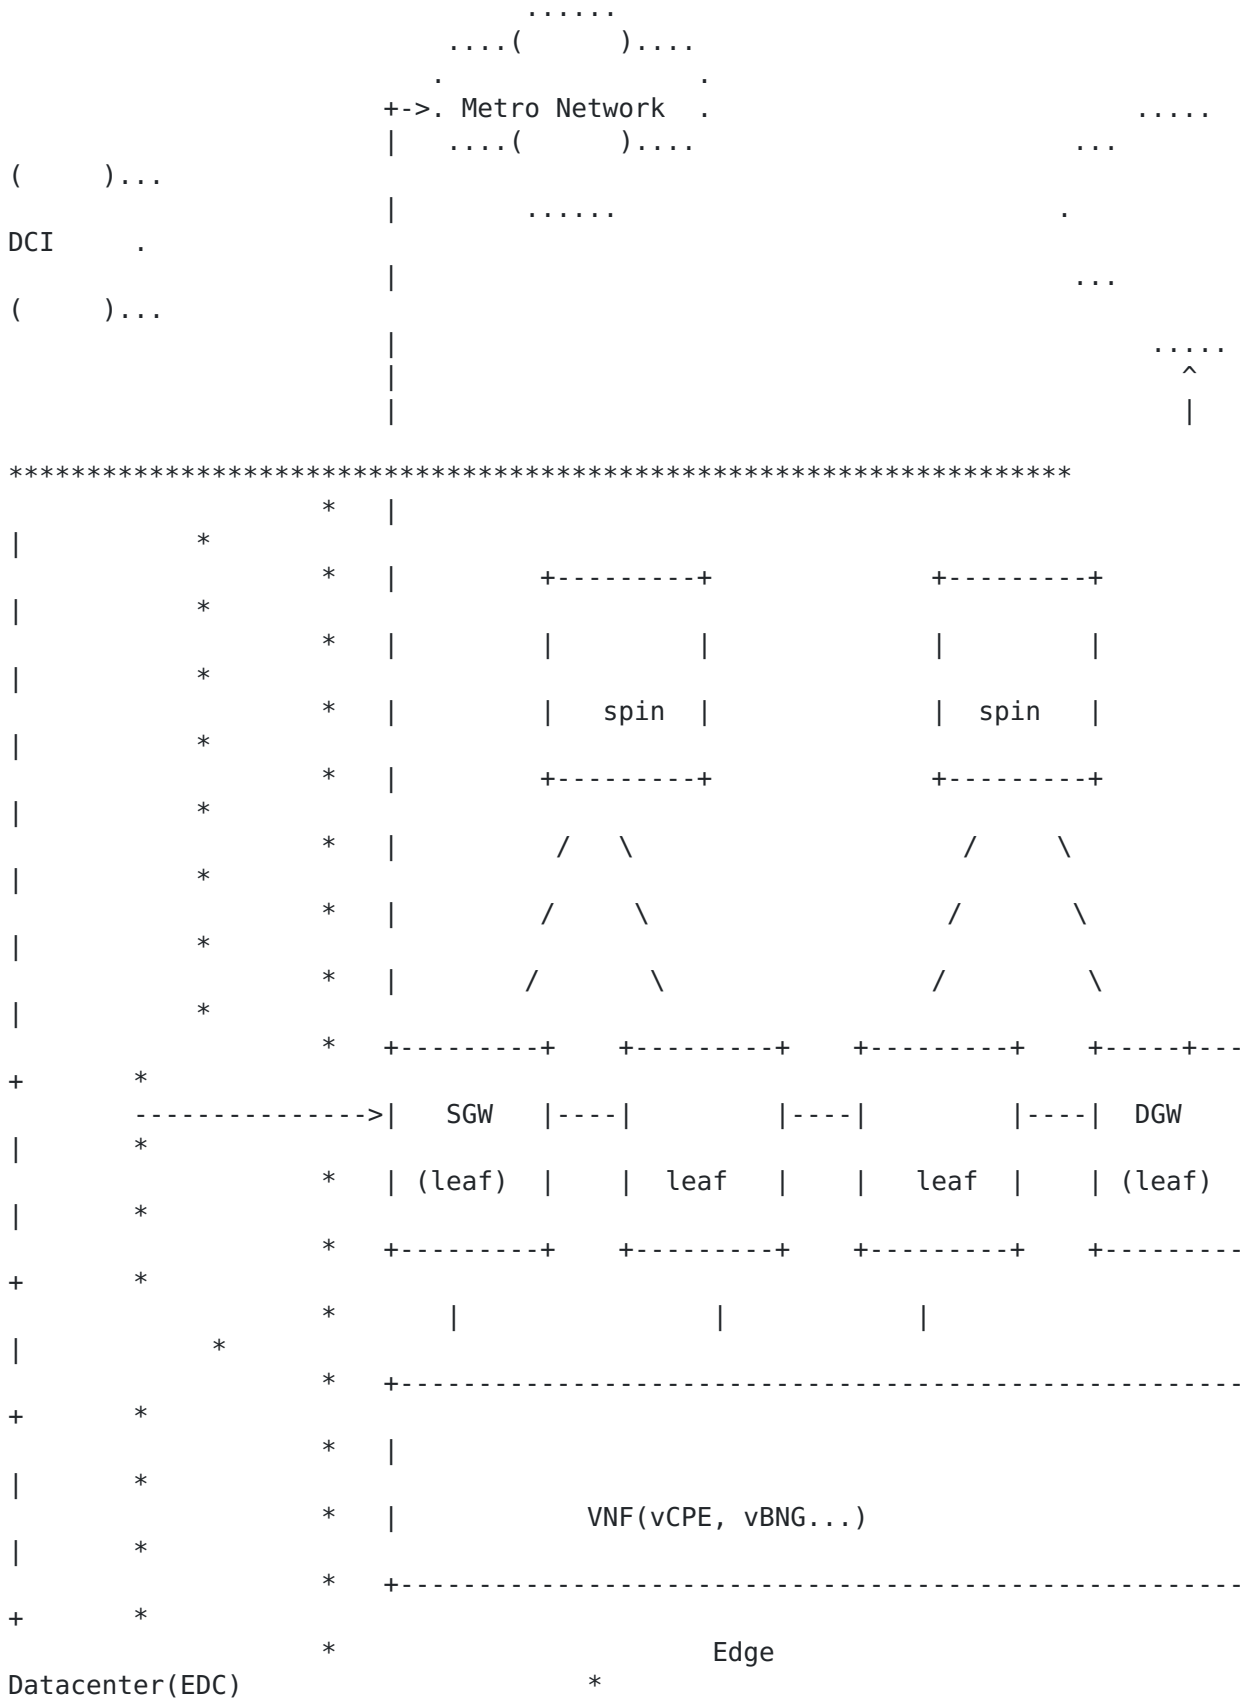 ......
                            ....(      )....
                           .                .
                        +->. Metro Network  .                           .....
                        |   ....(      )....                        ...
(     )...
                        |        ......                            .
DCI     .
                        |                                           ...
(     )...
                        |                                                .....
                        |                                                  ^
                        |                                                  |
********************************************************************
                    *   |
|           *
                    *   |         +---------+              +---------+
|           *
                    *   |         |         |              |         |
|           *
                    *   |         |   spin  |              |  spin   |
|           *
                    *   |         +---------+              +---------+
|           *
                    *   |          /   \                     /     \
|           *
                    *   |         /     \                   /       \
|           *
                    *   |        /       \                 /         \
|           *
                    *   +---------+    +---------+    +---------+    +-----+---
+       *
        --------------->|   SGW   |----|         |----|         |----|  DGW
|       *
                    *   | (leaf)  |    |  leaf   |    |   leaf  |    | (leaf)
|       *
                    *   +---------+    +---------+    +---------+    +---------
+       *
                    *       |                |            |
|            *
                    *   +------------------------------------------------------
+       *
                    *   |
|       *
                    *   |            VNF(vCPE, vBNG...)
|       *
                    *   +------------------------------------------------------
+       *
                    *                        Edge
Datacenter(EDC)                      *